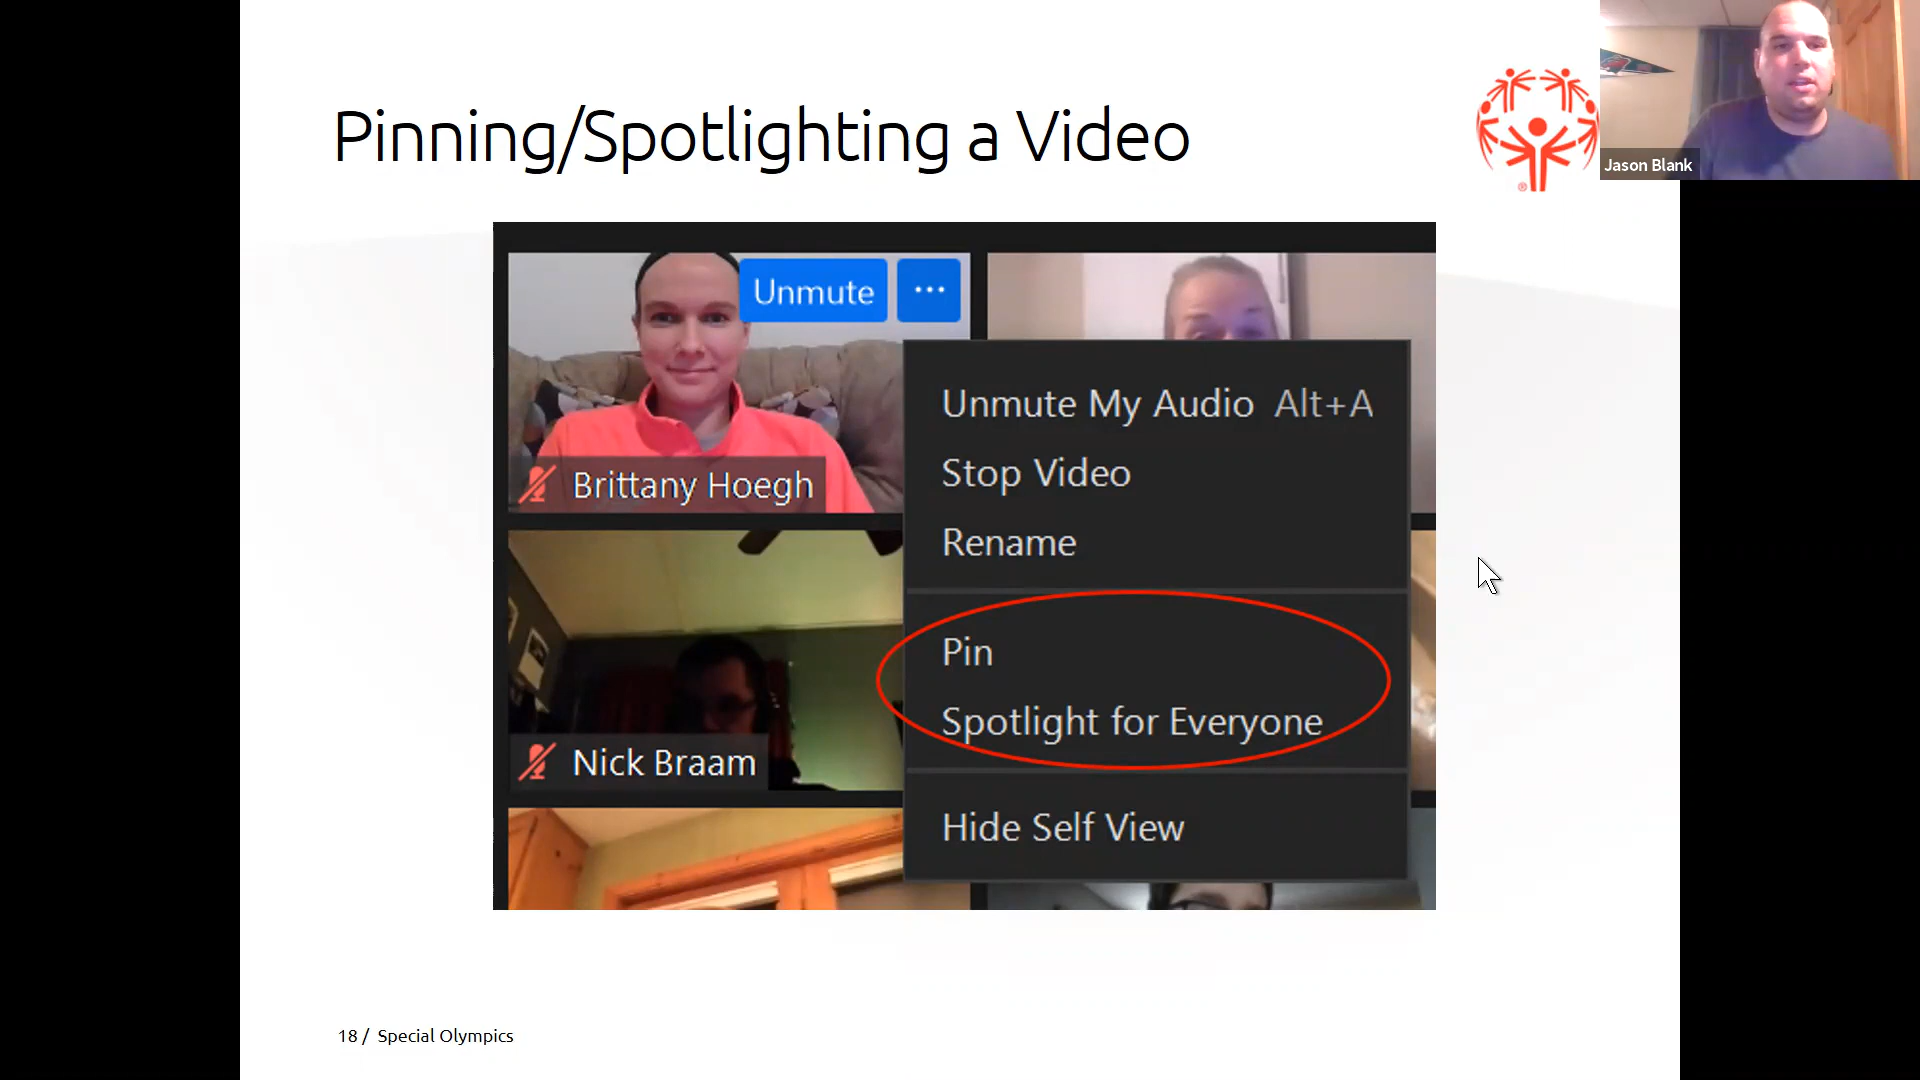 Pinning/Spotlighting a Video
Jason Blank
Unmute ...
Unmute My Audio Alt+A
Stop Video
Brittany Hoegh
Rename
Pin
Spotlight for Everyone
Nick Braam
Hide Self View
18 / Special Olympics
®